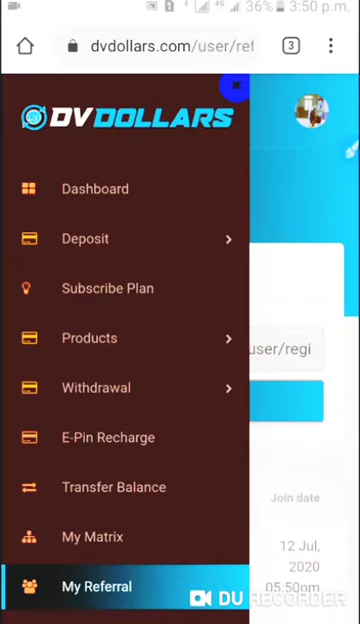 36% 3:50 p.m.
dvdollars.com/user/ref
3
DVDOLLARS
Dashboard
Deposit
Subscribe Plan
Products
user/regi
Withdrawal
E-Pin Recharge
Transfer Balance
Join date
My Matrix
12 Jul,
2020
05:50pm
My Referral
DU RECORDER